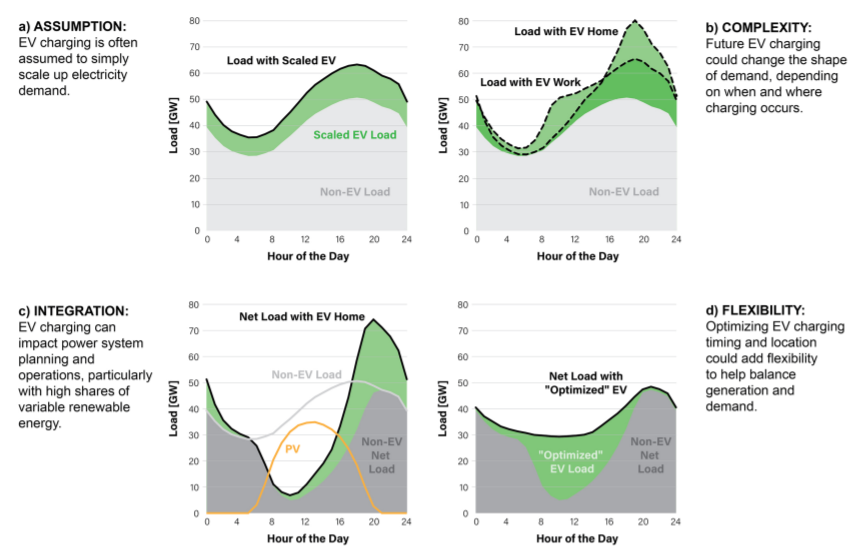 a) ASSUMPTION:
EV charging is often
assumed to simply
scale up electricity
demand.
80
70
60
50
40
30
20
10
0
Load [GW]
Load with Scaled EV
Scaled EV Load
Non-EV Load
0 4 8 12 16 20 24
Hour of the Day
80
70
60
50
40
30
20
10
0
Load [GW]
Load with EV Home
Load with EV Work
Non-EV Load
0 4 8 12 16 20 24
Hour of the Day
b) COMPLEXITY:
Future EV charging
could change the shape
of demand, depending
on when and where
charging occurs.
c) INTEGRATION:
EV charging can
impact power system
planning and
operations, particularly
with high shares of
variable renewable
energy.
80
70
60
50
40
30
20
10
0
Load [GW]
Net Load with EV Home
Non-EV Load
PV
Non-EV
Net
Load
0 4 8 12 16 20 24
Hour of the Day
80
70
60
50
40
30
20
10
0
Load [GW]
Net Load with
"Optimized" EV
"Optimized"
EV Load
Non-EV
Net
Load
0 4 8 12 16 20 24
Hour of the Day
d) FLEXIBILITY:
Optimizing EV charging
timing and location
could add flexibility
to help balance
generation and
demand.